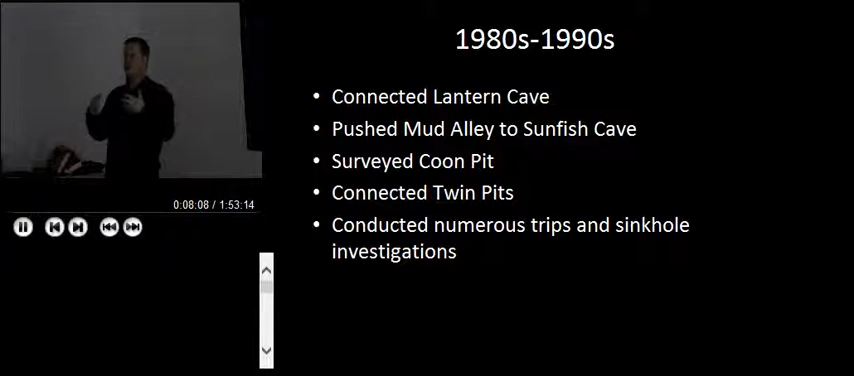 1980s-1990s
• Connected Lantern Cave
• Pushed Mud Alley to Sunfish Cave
• Surveyed Coon Pit
• Connected Twin Pits
• Conducted numerous trips and sinkhole
investigations
0:08:08 / 1:53:14